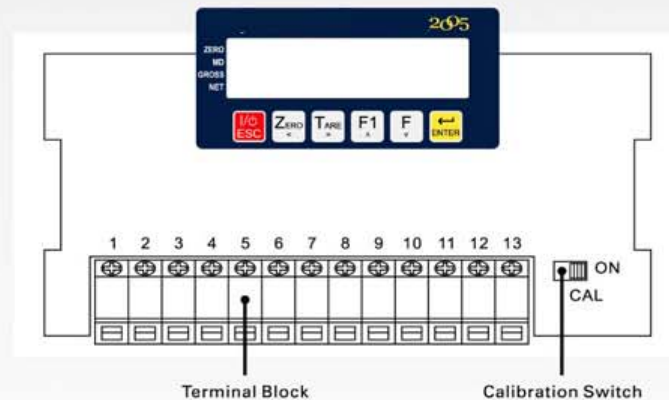 2005
ZERO
MD
GROSS
NET
I/⏻ ESC
ZERO <
TARE >
F1 ∧
F ∨
↵ ENTER
1 2 3 4 5 6 7 8 9 10 11 12 13
ON
CAL
Terminal Block
Calibration Switch